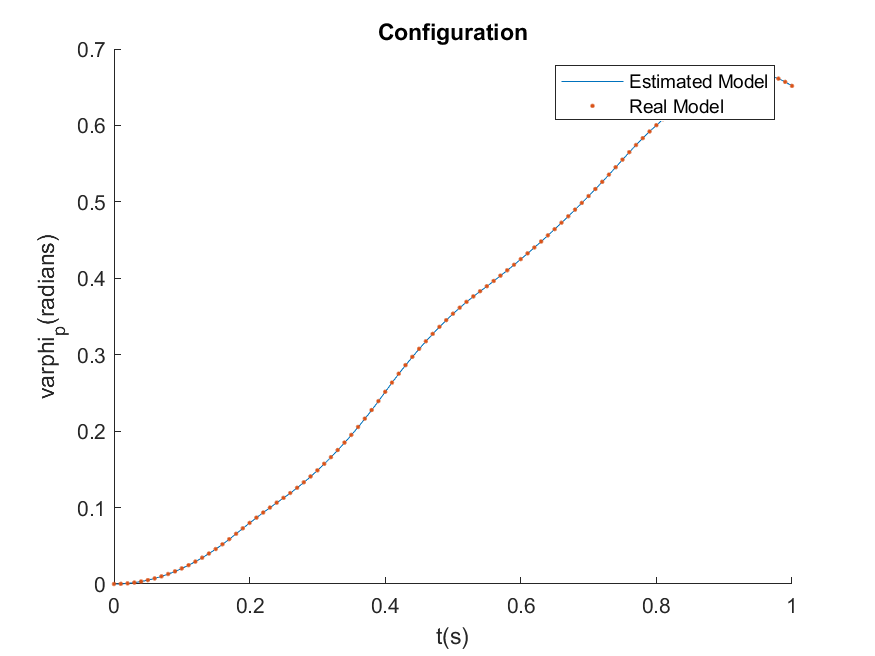 Configuration
Estimated Model
Real Model
0.7
0.6
0.5
0.4
0.3
0.2
0.1
0
varphi_p(radians)
0 0.2 0.4 0.6 0.8 1
t(s)